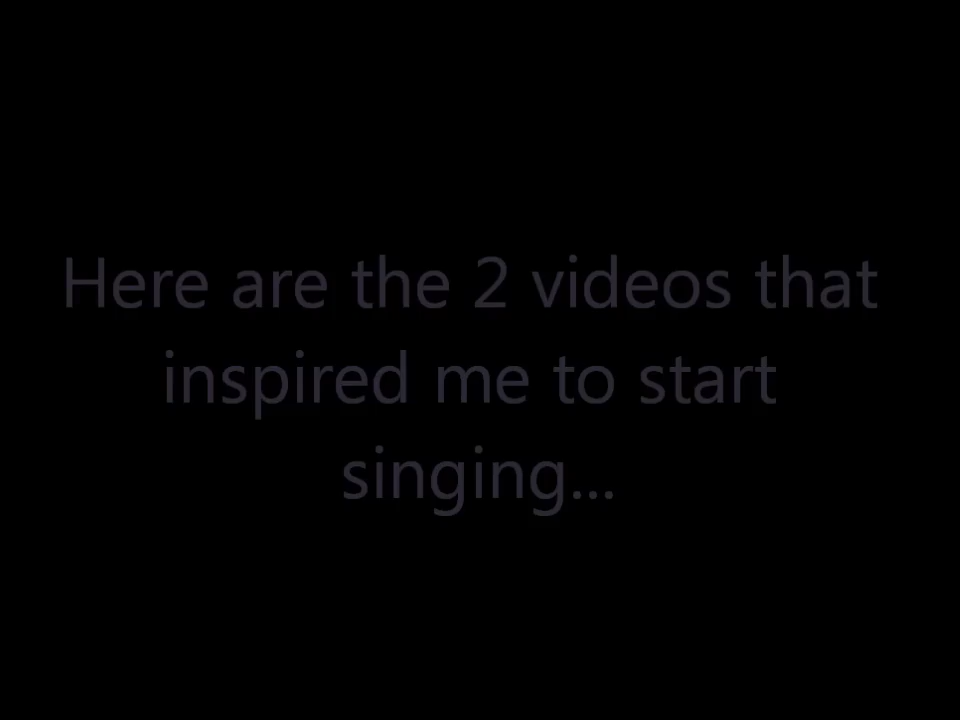 Here are the 2 videos that
inspired me to start
singing...